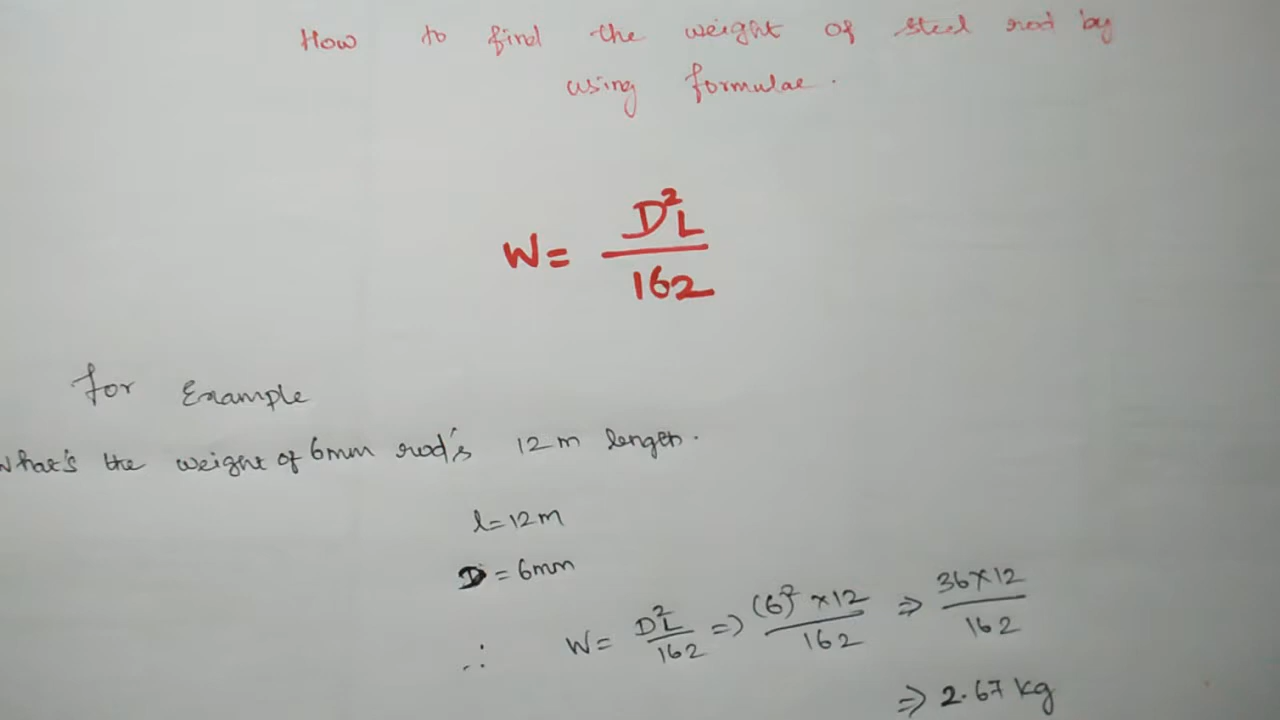 How to find the weight of steel rod by
using formulae.
W = D²L / 162
For Example
What's the weight of 6mm rod's 12m length.
l = 12m
D = 6mm
∴ W = D²L / 162 ⇒ (6)² × 12 / 162 ⇒ 36×12 / 162
⇒ 2.67 kg